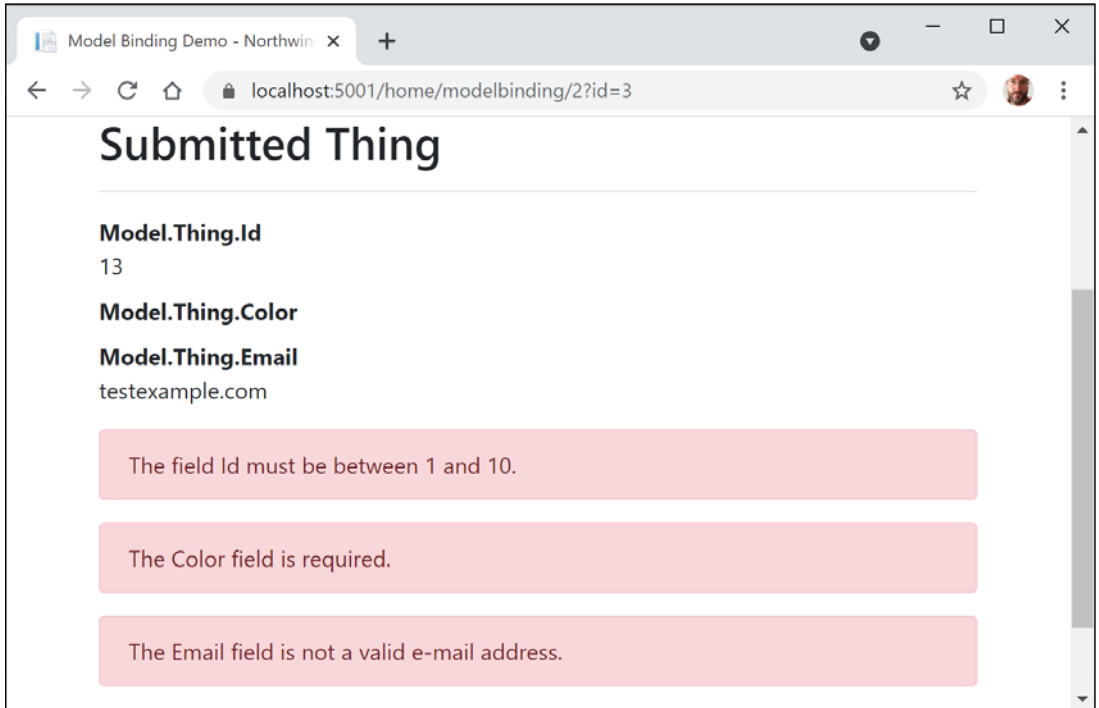 Model Binding Demo - Northwin
localhost:5001/home/modelbinding/2?id=3
Submitted Thing
Model.Thing.Id
13
Model.Thing.Color
Model.Thing.Email
testexample.com
The field Id must be between 1 and 10.
The Color field is required.
The Email field is not a valid e-mail address.